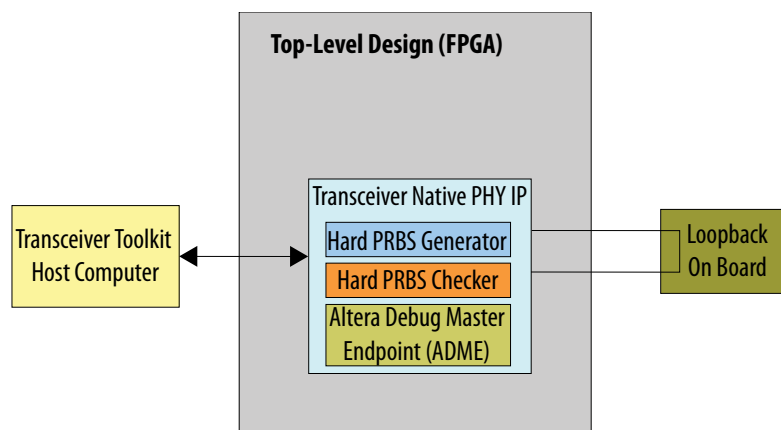 Top-Level Design (FPGA)
Transceiver Native PHY IP
Hard PRBS Generator
Hard PRBS Checker
Altera Debug Master
Endpoint (ADME)
Transceiver Toolkit
Host Computer
Loopback
On Board